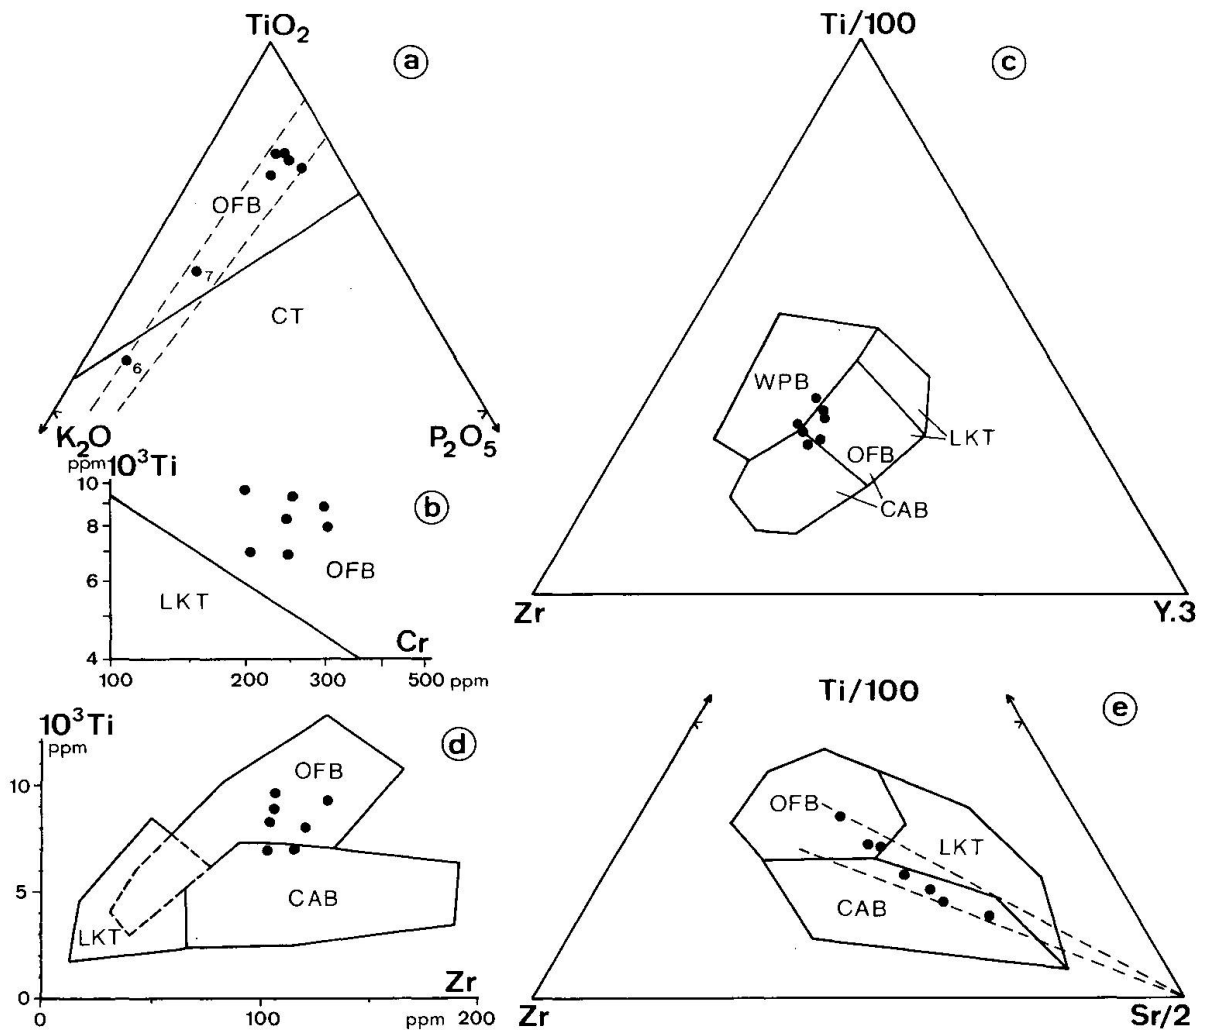 TiO2
a
OFB
7
CT
6
K2O
P2O5
ppm 10³Ti
10
8
6
4
b
OFB
LKT
Cr
100 200 300 500 ppm
Ti/100
c
WPB
LKT
OFB
CAB
Zr
Y.3
10³Ti
ppm
d
OFB
10
5
CAB
LKT
Zr
0
0 100 ppm 200
Ti/100
e
OFB
LKT
CAB
Zr
Sr/2